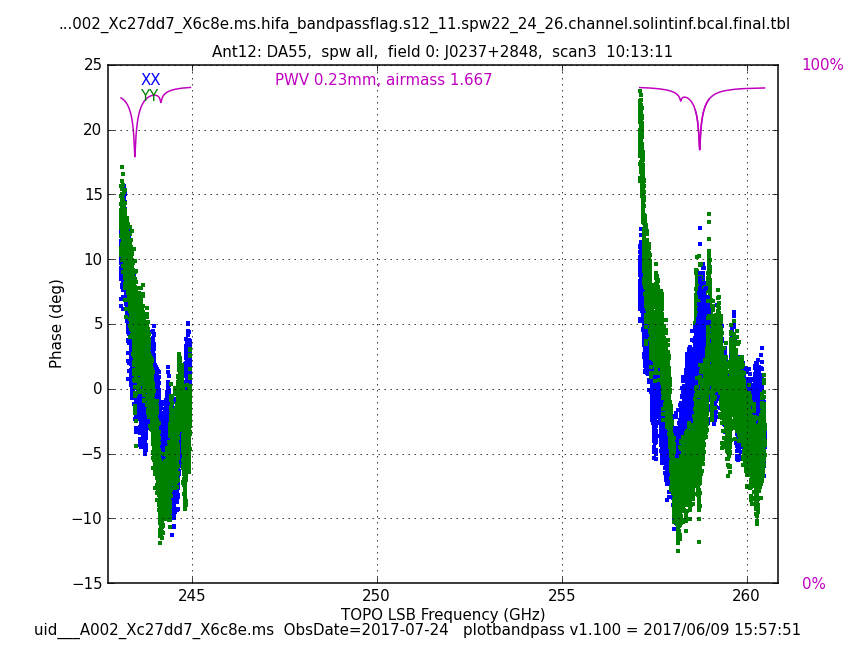 ...002_Xc27dd7_X6c8e.ms.hifa_bandpassflag.s12_11.spw22_24_26.channel.solintinf.bcal.final.tbl
Ant12: DA55,  spw all,  field 0: J0237+2848,  scan3  10:13:11
25
20
15
10
5
0
−5
−10
−15
Phase (deg)
XX
YY
PWV 0.23mm, airmass 1.667
100%
0%
245
250
255
260
TOPO LSB Frequency (GHz)
uid___A002_Xc27dd7_X6c8e.ms  ObsDate=2017-07-24   plotbandpass v1.100 = 2017/06/09 15:57:51